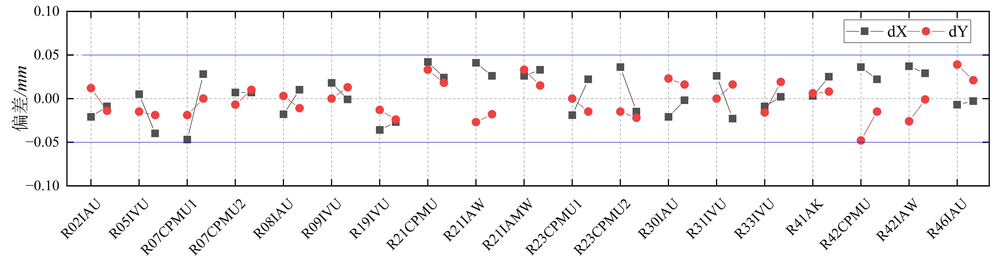 0.10
0.05
0.00
−0.05
−0.10
偏差/mm
dX
dY
R02IAU
R05IVU
R07CPMU1
R07CPMU2
R08IAU
R09IVU
R19IVU
R21CPMU
R21IAW
R21IAMW
R23CPMU1
R23CPMU2
R30IAU
R31IVU
R33IVU
R41AK
R42CPMU
R42IAW
R46IAU